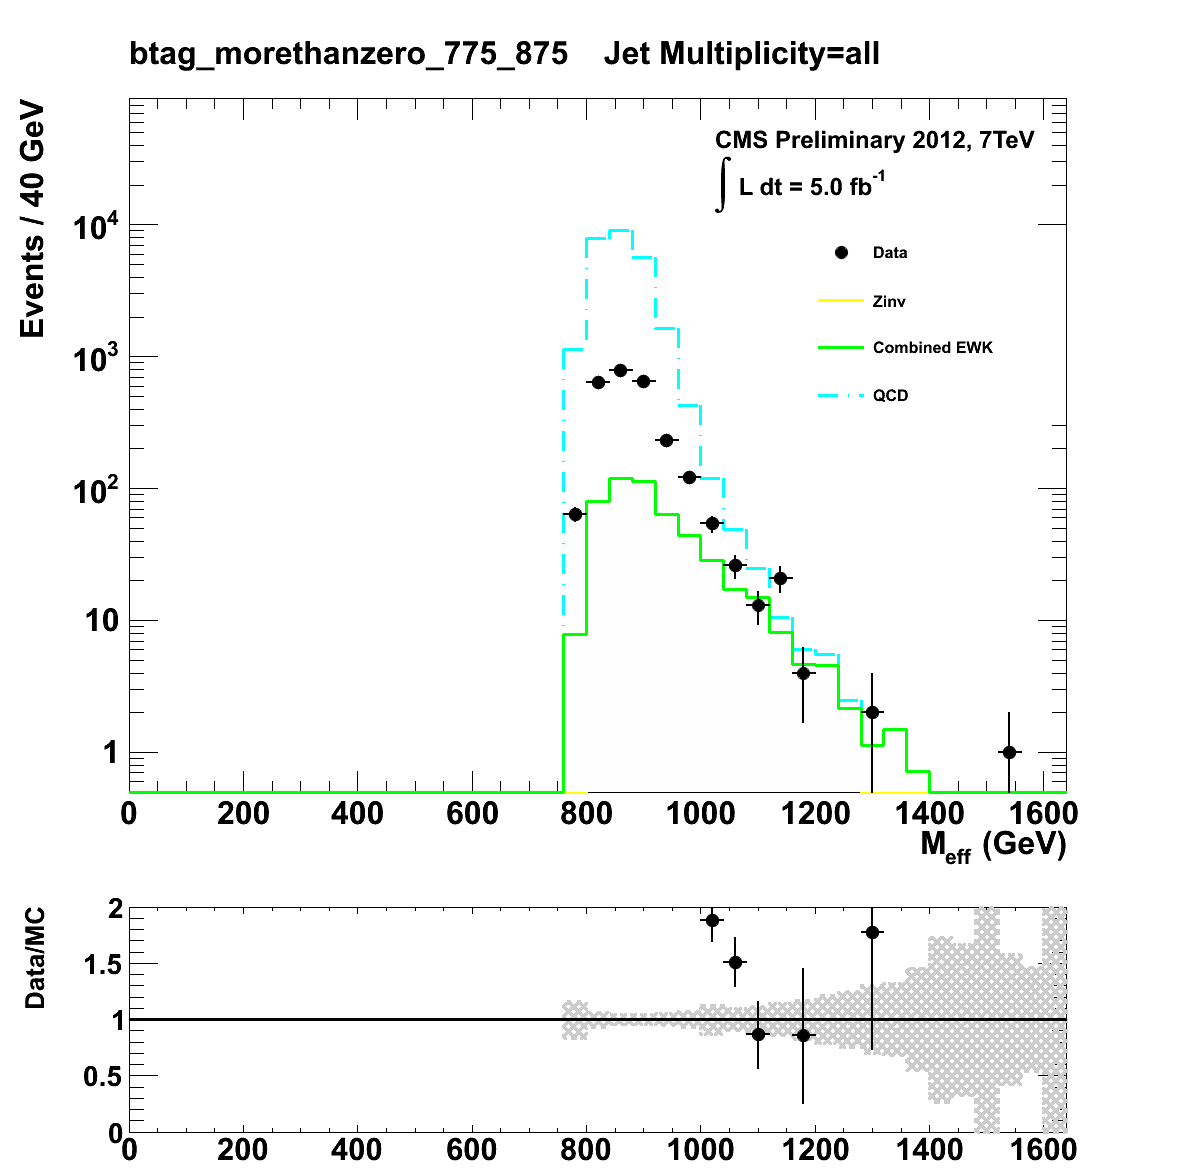 btag_morethanzero_775_875 Jet Multiplicity=all
Events / 40 GeV
CMS Preliminary 2012, 7TeV
∫ L dt = 5.0 fb⁻¹
Data
Zinv
Combined EWK
QCD
10⁴
10³
10²
10
1
0 200 400 600 800 1000 1200 1400 1600
M_eff (GeV)
Data/MC
2
1.5
1
0.5
0
0 200 400 600 800 1000 1200 1400 1600